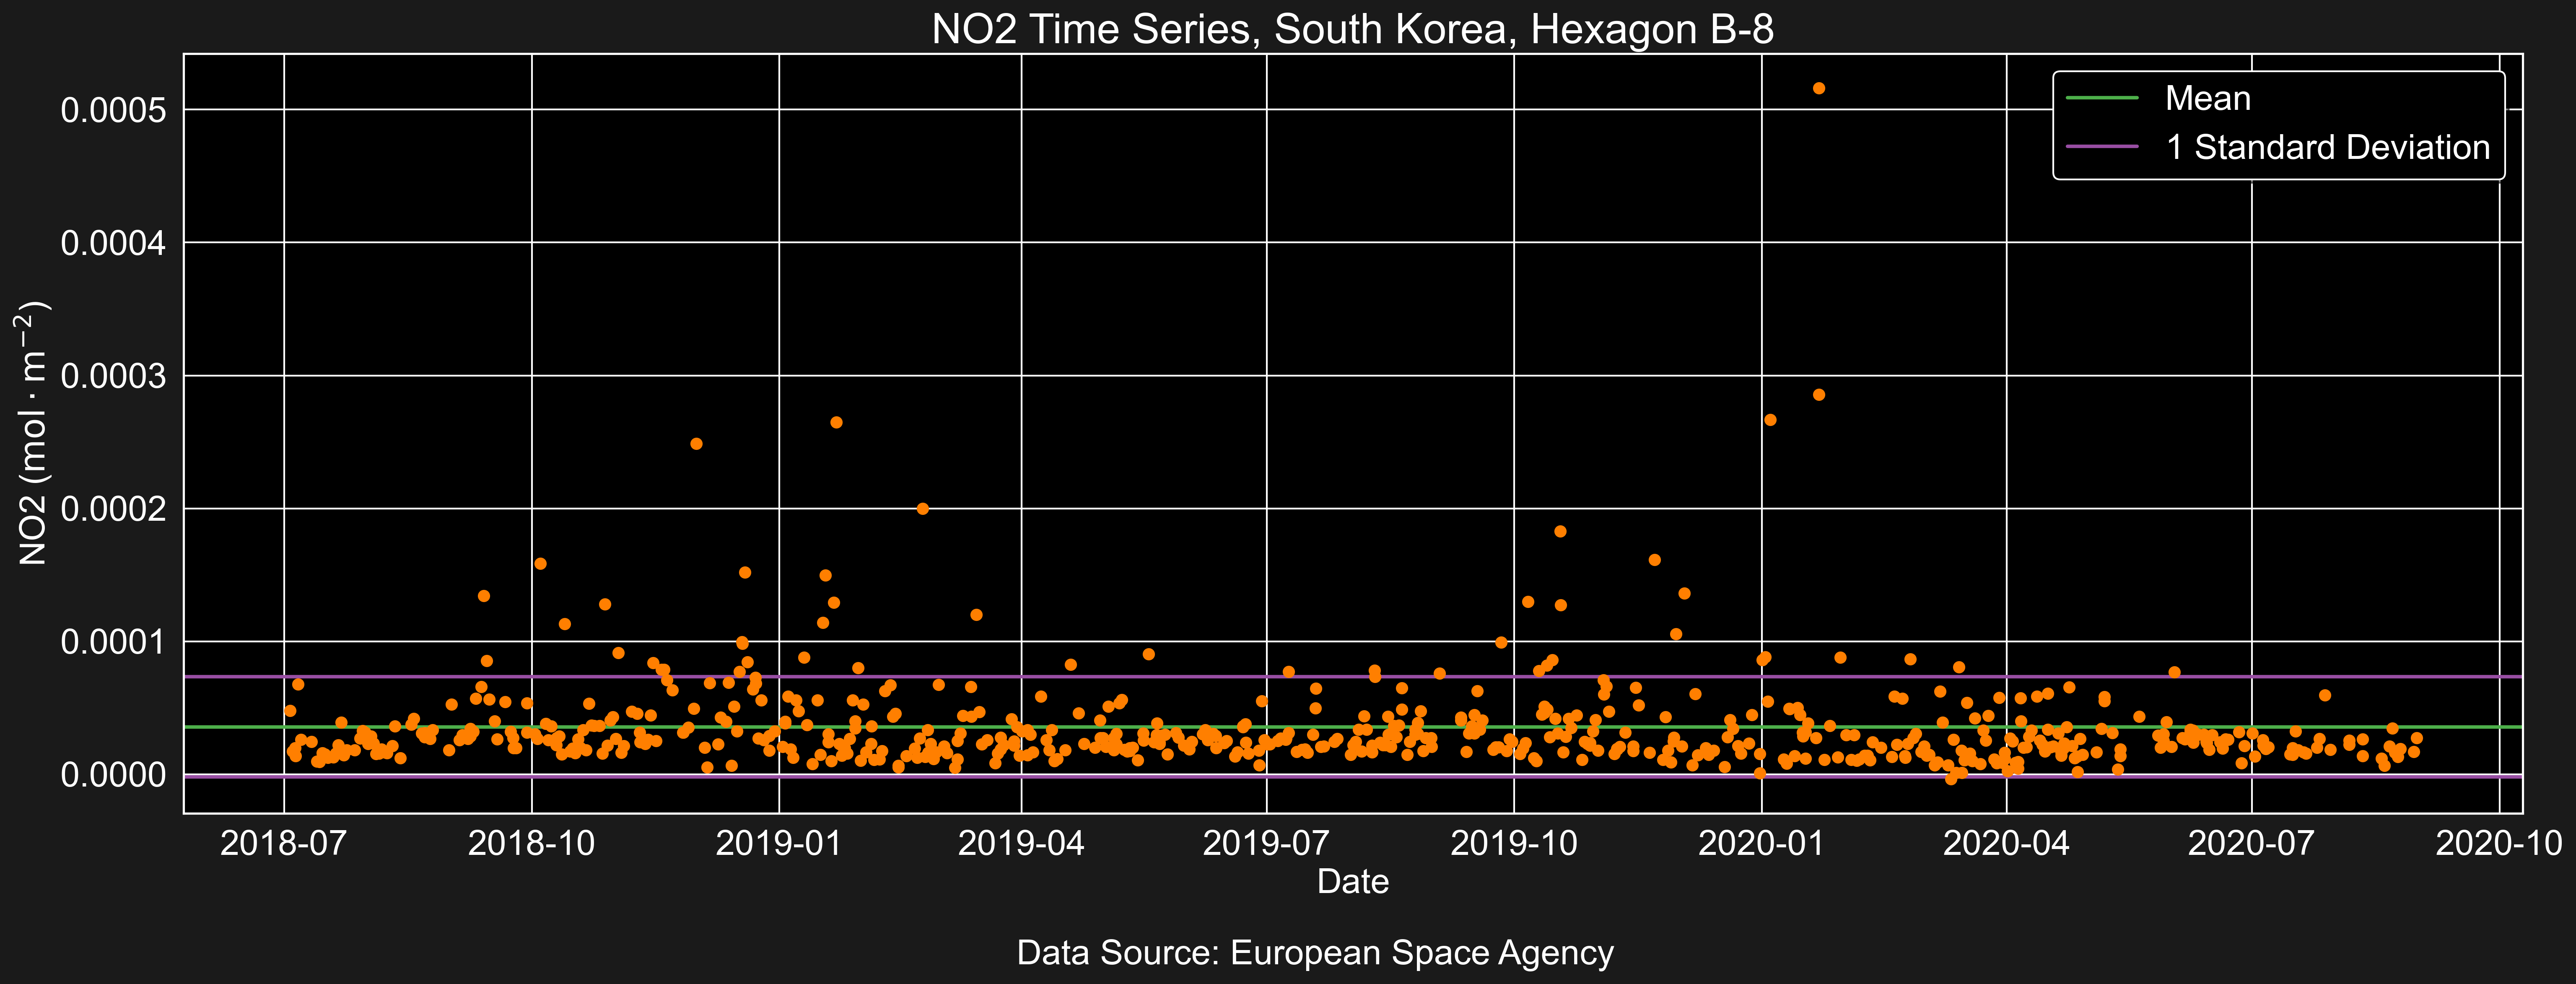 NO2 Time Series, South Korea, Hexagon B-8
Mean
1 Standard Deviation
NO2 (mol · m⁻²)
0.0005
0.0004
0.0003
0.0002
0.0001
0.0000
2018-07 2018-10 2019-01 2019-04 2019-07 2019-10 2020-01 2020-04 2020-07 2020-10
Date
Data Source: European Space Agency